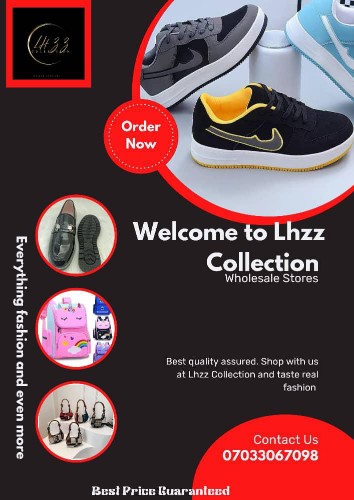 LH33.
Order
Now
Welcome to Lhzz
Collection
Wholesale Stores
Everything fashion and even more
Best quality assured. Shop with us
at Lhzz Collection and taste real
fashion
Contact Us
07033067098
Best Price Guaranteed